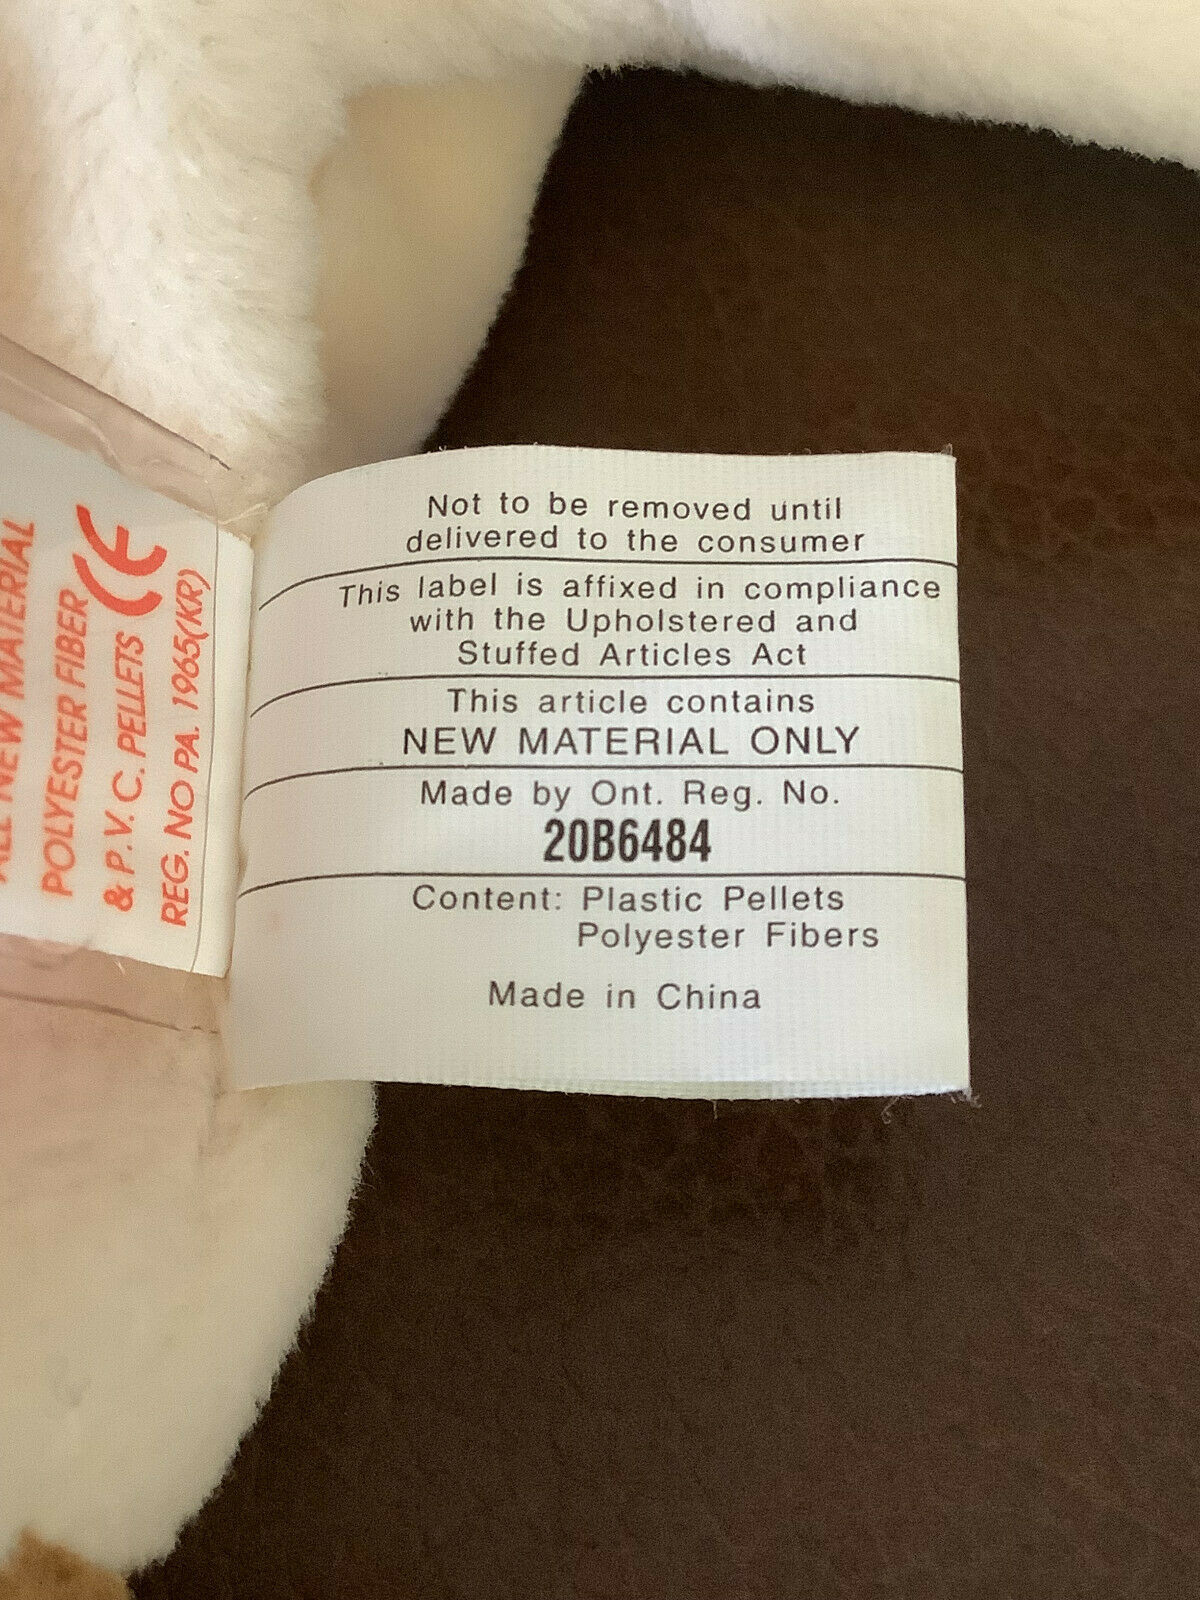 Not to be removed until
delivered to the consumer
This label is affixed in compliance
with the Upholstered and
Stuffed Articles Act
This article contains
NEW MATERIAL ONLY
Made by Ont. Reg. No.
20B6484
Content: Plastic Pellets
Polyester Fibers
Made in China
NEW MATERIAL
POLYESTER FIBER
& P.V.C. PELLETS CE
REG. NO PA. 1965(KR)